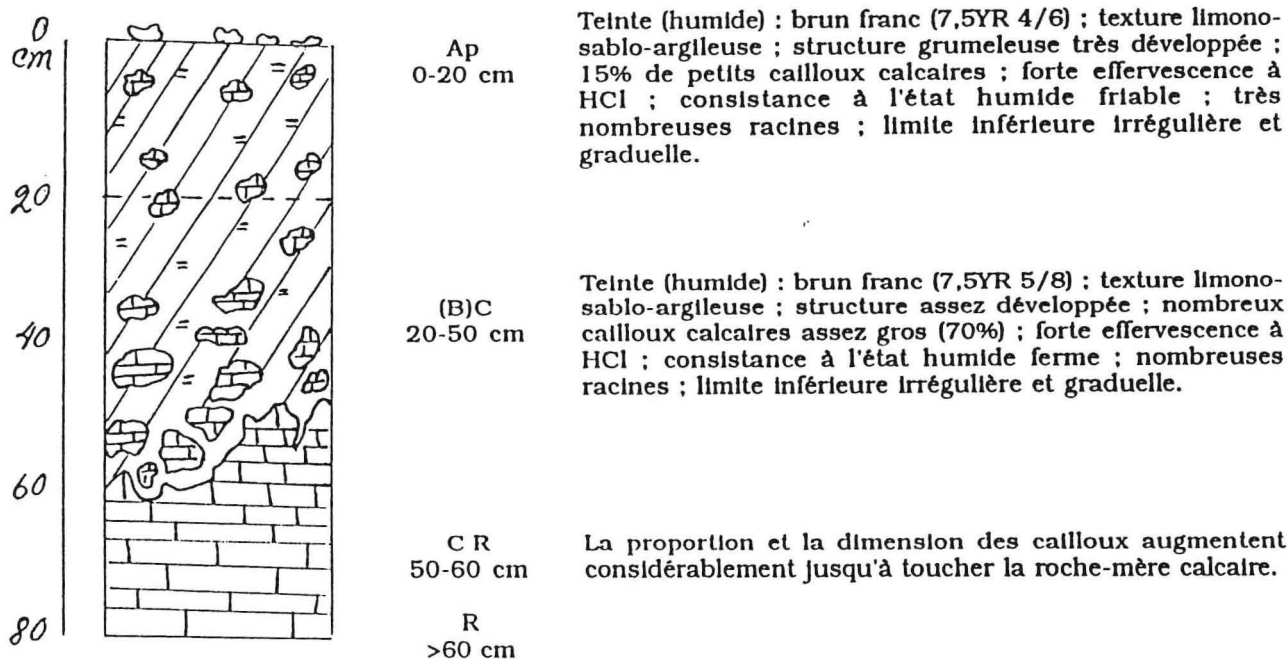 0
cm
20
40
60
80
Ap
0-20 cm
Teinte (humide) : brun franc (7,5YR 4/6) ; texture limono-
sablo-argileuse ; structure grumeleuse très développée ;
15% de petits cailloux calcaires ; forte effervescence à
HCl ; consistance à l'état humide friable ; très
nombreuses racines ; limite inférieure irrégulière et
graduelle.
(B)C
20-50 cm
Teinte (humide) : brun franc (7,5YR 5/8) ; texture limono-
sablo-argileuse ; structure assez développée ; nombreux
cailloux calcaires assez gros (70%) ; forte effervescence à
HCl ; consistance à l'état humide ferme ; nombreuses
racines ; limite inférieure irrégulière et graduelle.
C R
50-60 cm
La proportion et la dimension des cailloux augmentent
considérablement jusqu'à toucher la roche-mère calcaire.
R
>60 cm